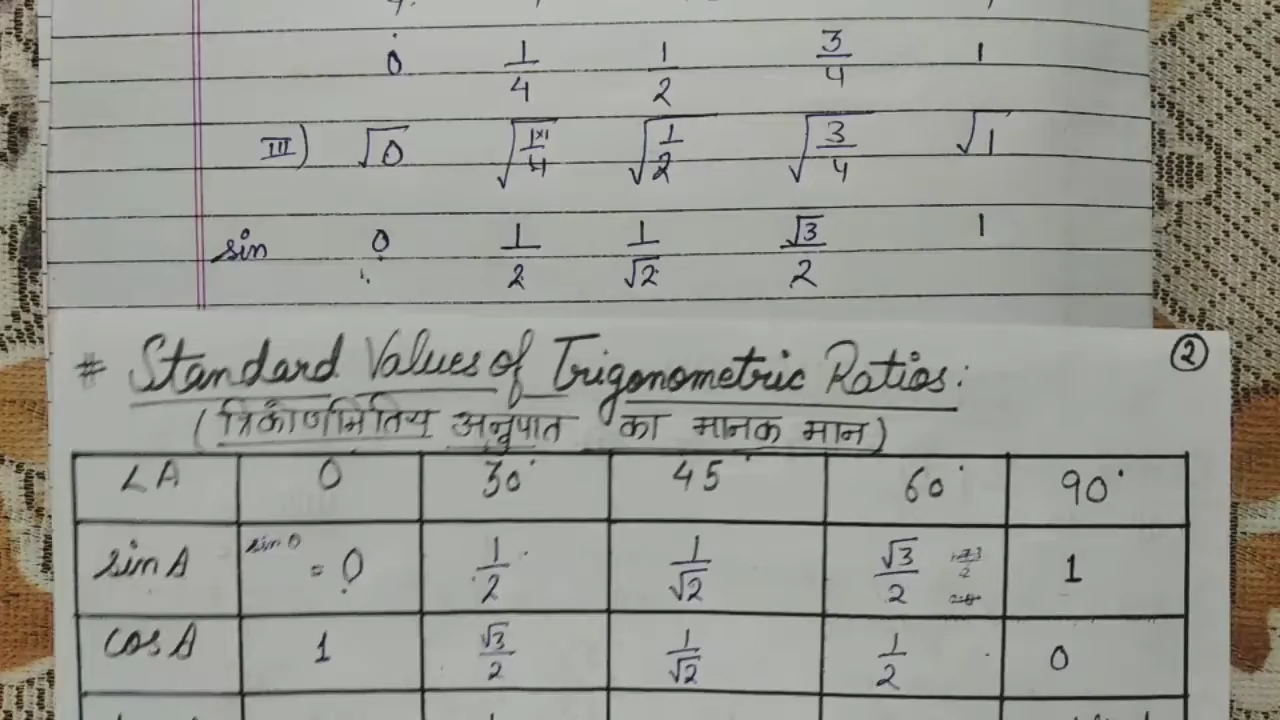 0 1/4 1/2 3/4 1
III) √0 √(1×1/4) √(1/2) √(3/4) √1
sin 0 1/2 1/√2 √3/2 1
# Standard Values of Trigonometric Ratios: ②
(त्रिकोणमितिय अनुपात का मानक मान)
∠A 0 30° 45° 60° 90°
sin A sin 0 = 0 1/2 1/√2 √3/2 1
cos A 1 √3/2 1/√2 1/2 0